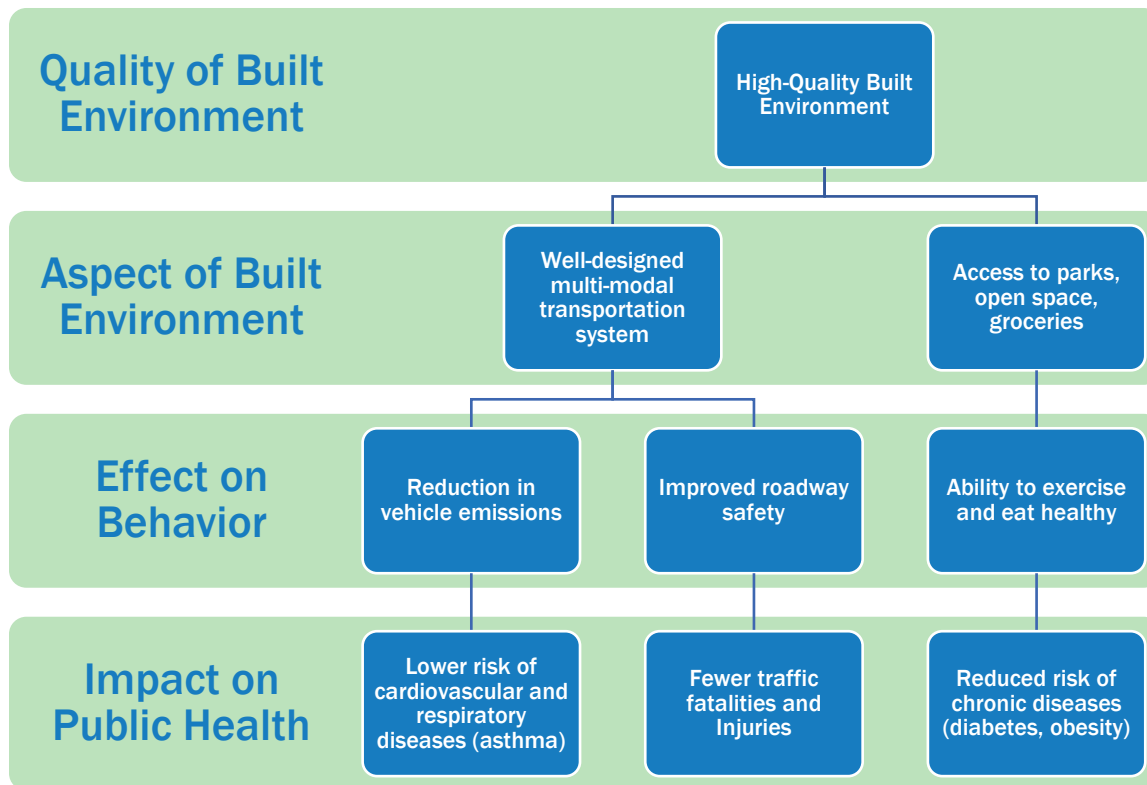 Quality of Built
Environment
High-Quality Built
Environment
Aspect of Built
Environment
Well-designed
multi-modal
transportation
system
Access to parks,
open space,
groceries
Effect on
Behavior
Reduction in
vehicle emissions
Improved roadway
safety
Ability to exercise
and eat healthy
Impact on
Public Health
Lower risk of
cardiovascular and
respiratory
diseases (asthma)
Fewer traffic
fatalities and
Injuries
Reduced risk of
chronic diseases
(diabetes, obesity)